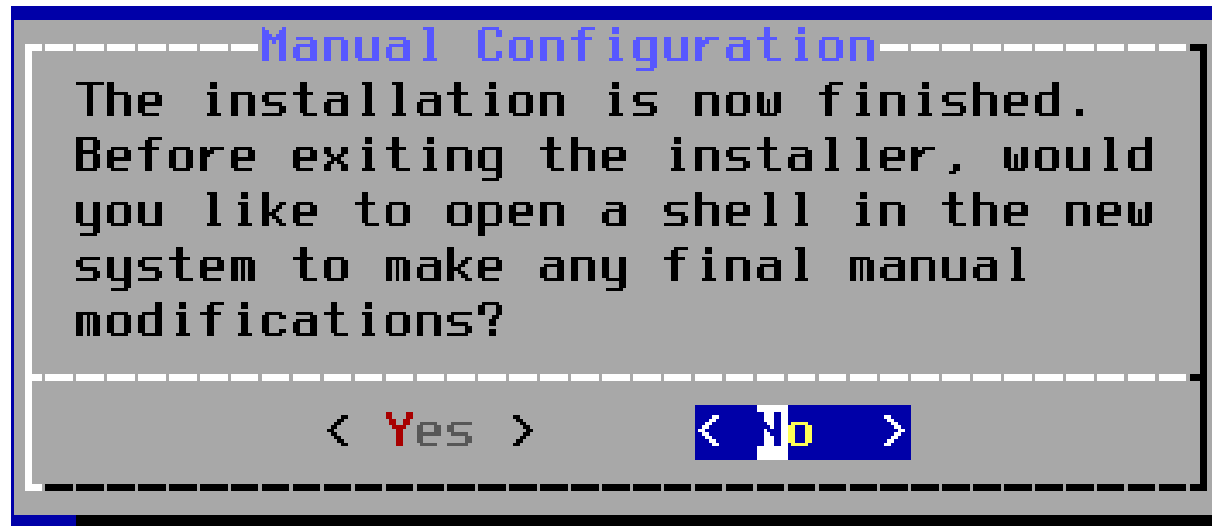 Manual Configuration
The installation is now finished.
Before exiting the installer, would
you like to open a shell in the new
system to make any final manual
modifications?
< Yes > < No >